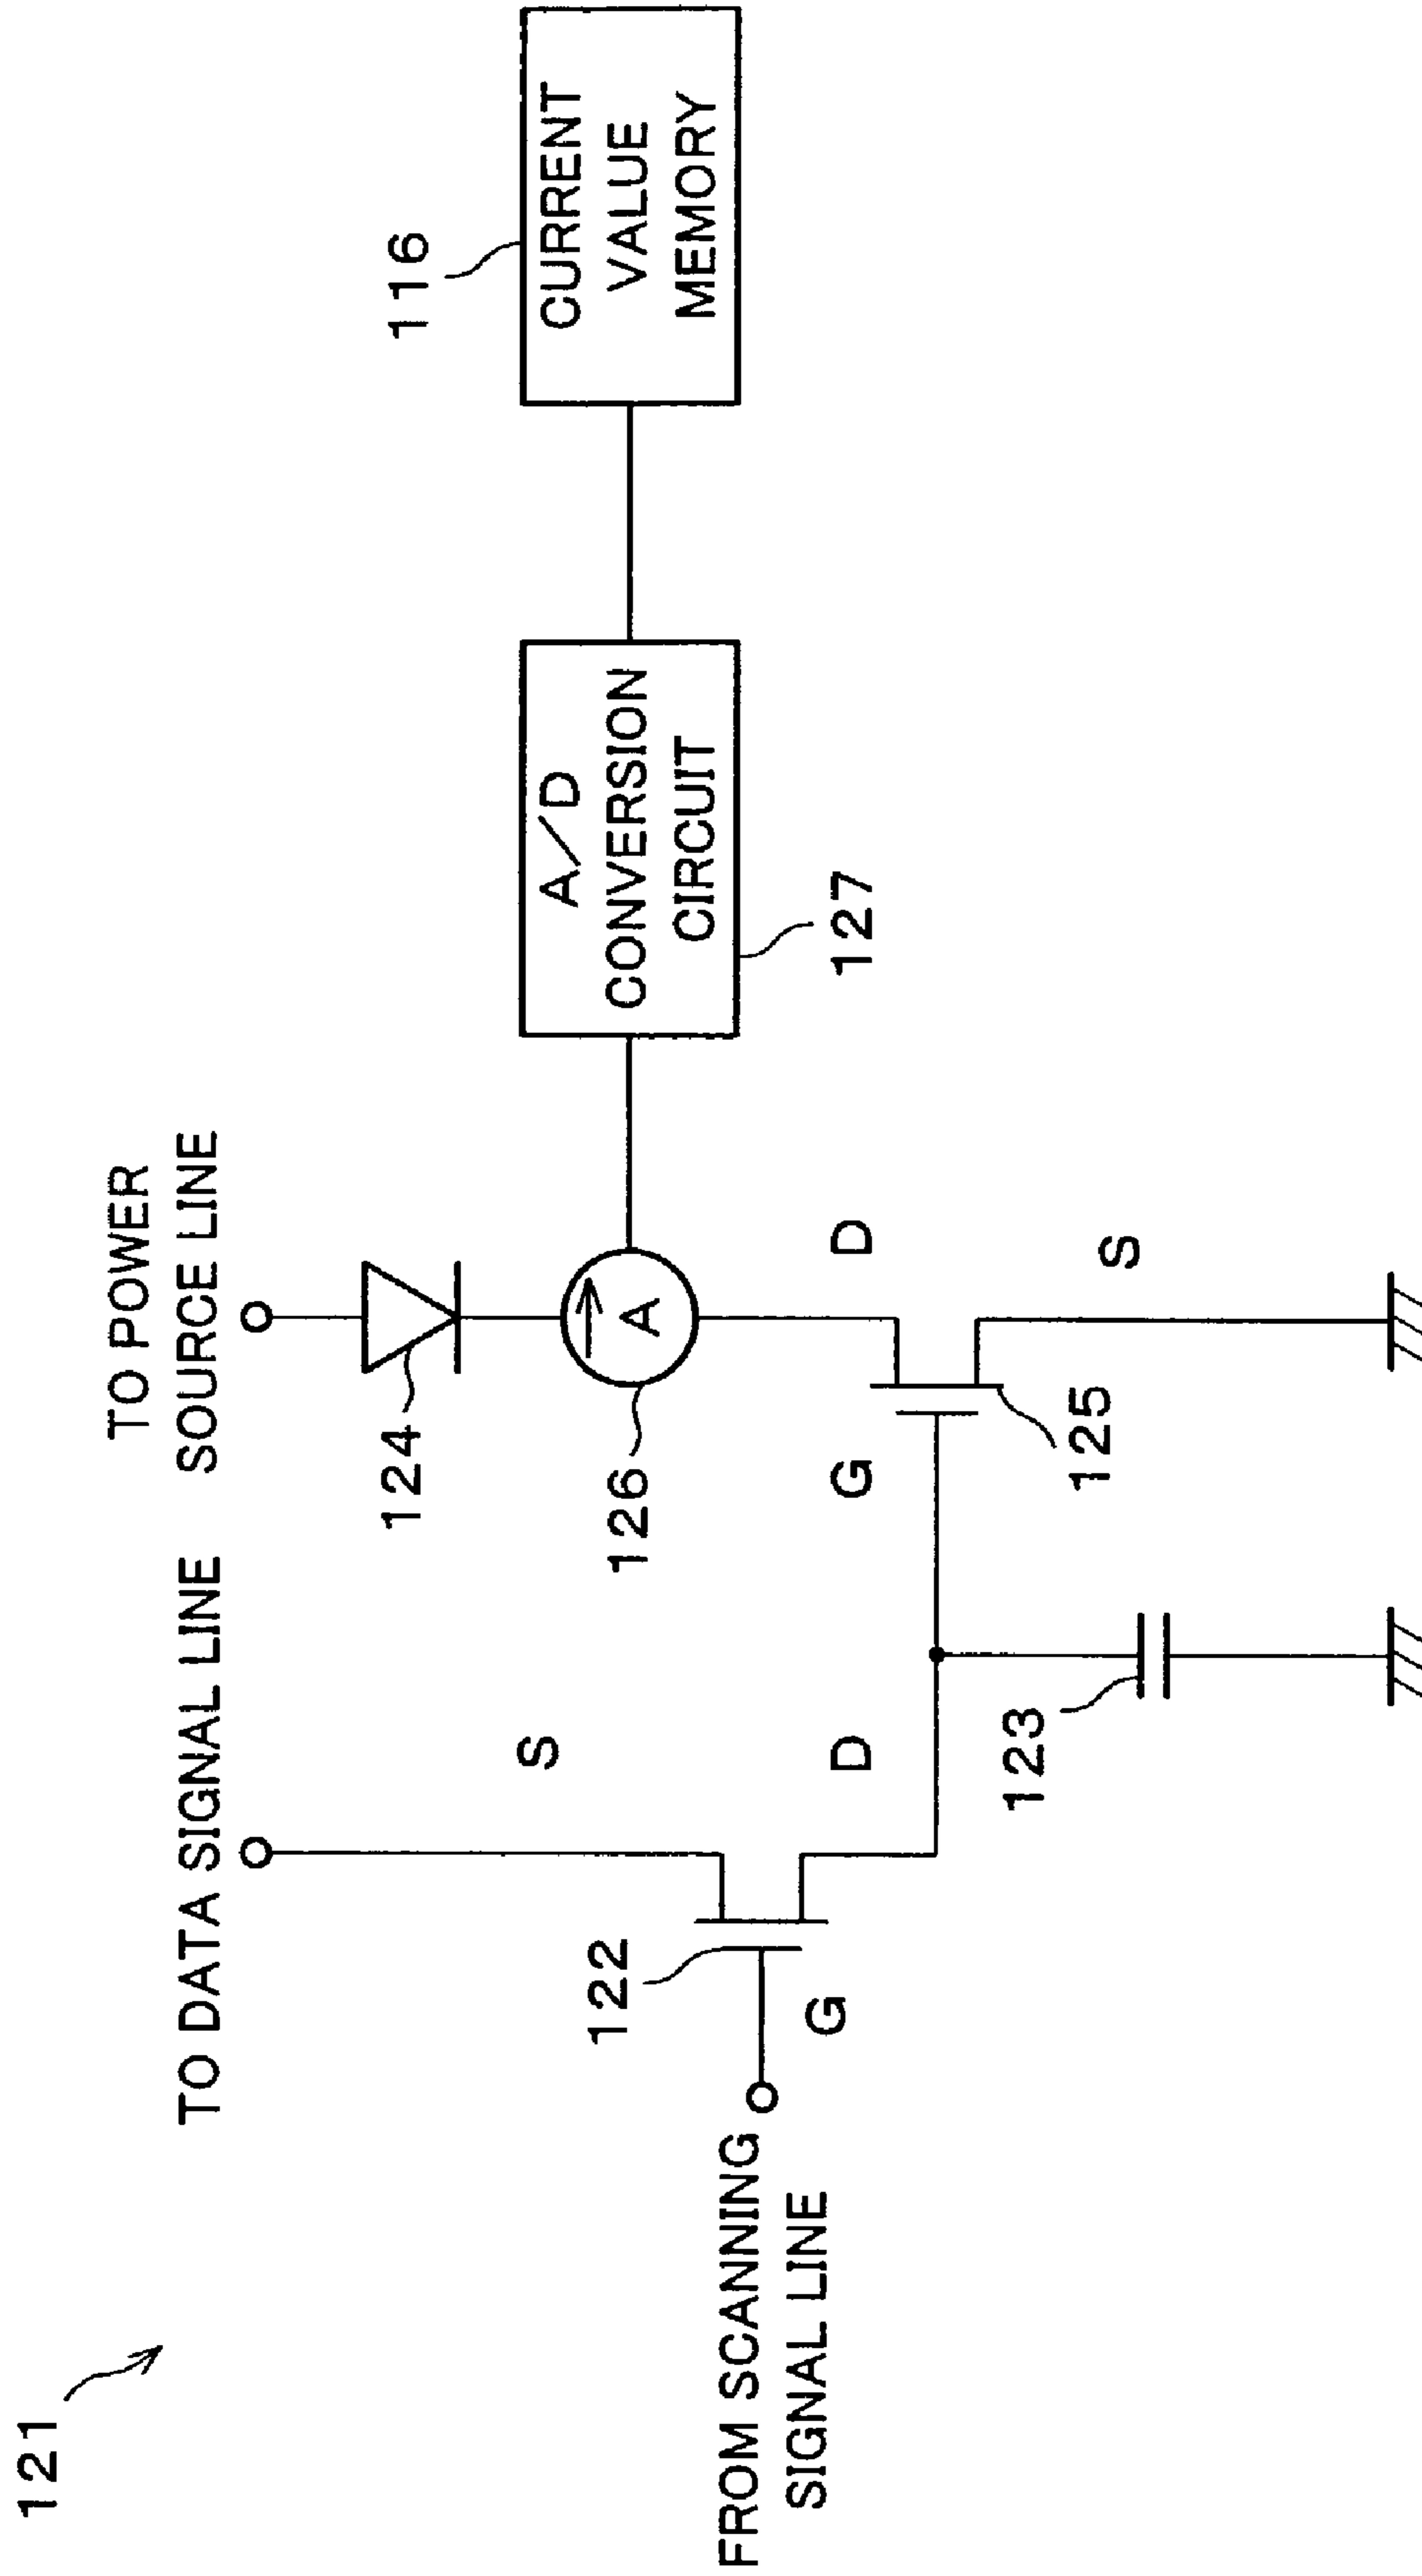 121
TO DATA SIGNAL LINE
TO POWER
SOURCE LINE
124
116
CURRENT
VALUE
MEMORY
A/D
CONVERSION
CIRCUIT
127
A
126
S
122
G
FROM SCANNING
SIGNAL LINE
D
G
D
123
125
S